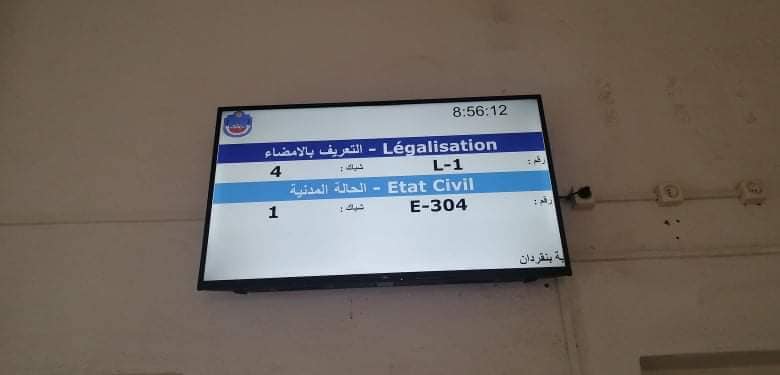 8:56:12
التعريف بالامضاء - Légalisation
رقم : L-1 شباك : 4
الحالة المدنية - Etat Civil
رقم : E-304 شباك : 1
ية بنقردان